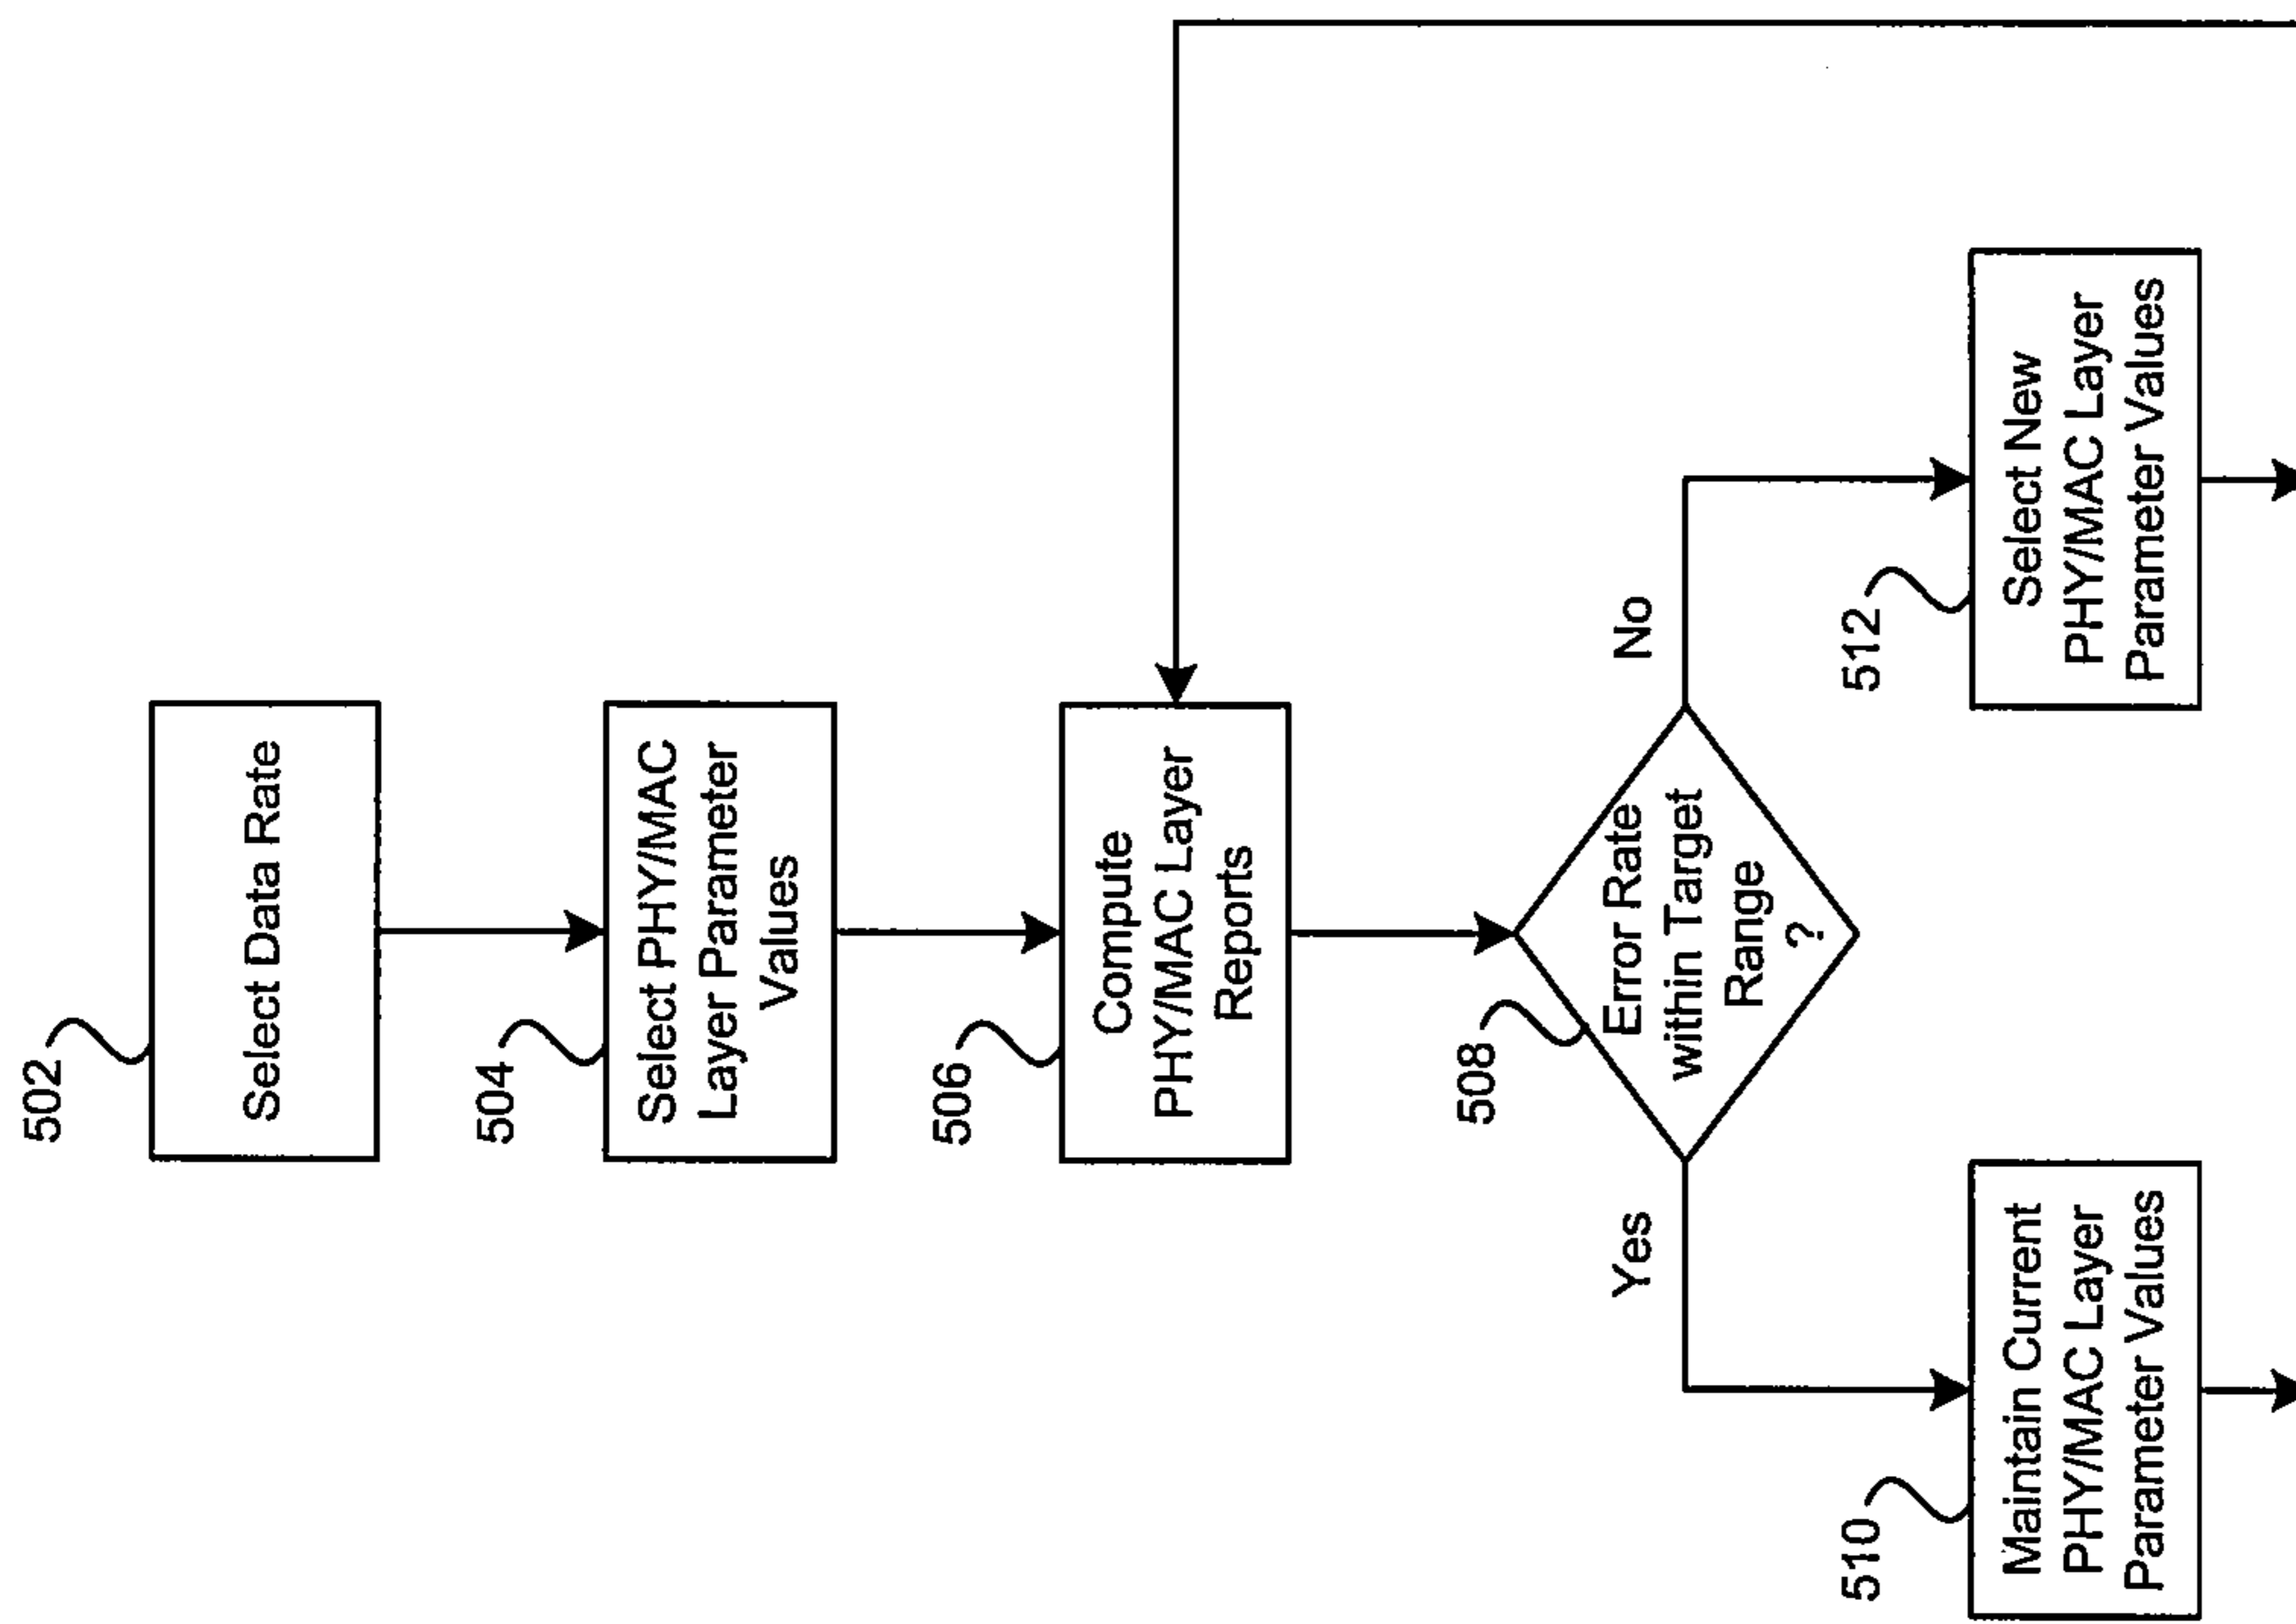 502
Select Data Rate
504
Select PHY/MAC
Layer Parameter
Values
506
Compute
PHY/MAC Layer
Reports
508
Error Rate
within Target
Range
?
Yes
No
510
Maintain Current
PHY/MAC Layer
Parameter Values
512
Select New
PHY/MAC Layer
Parameter Values